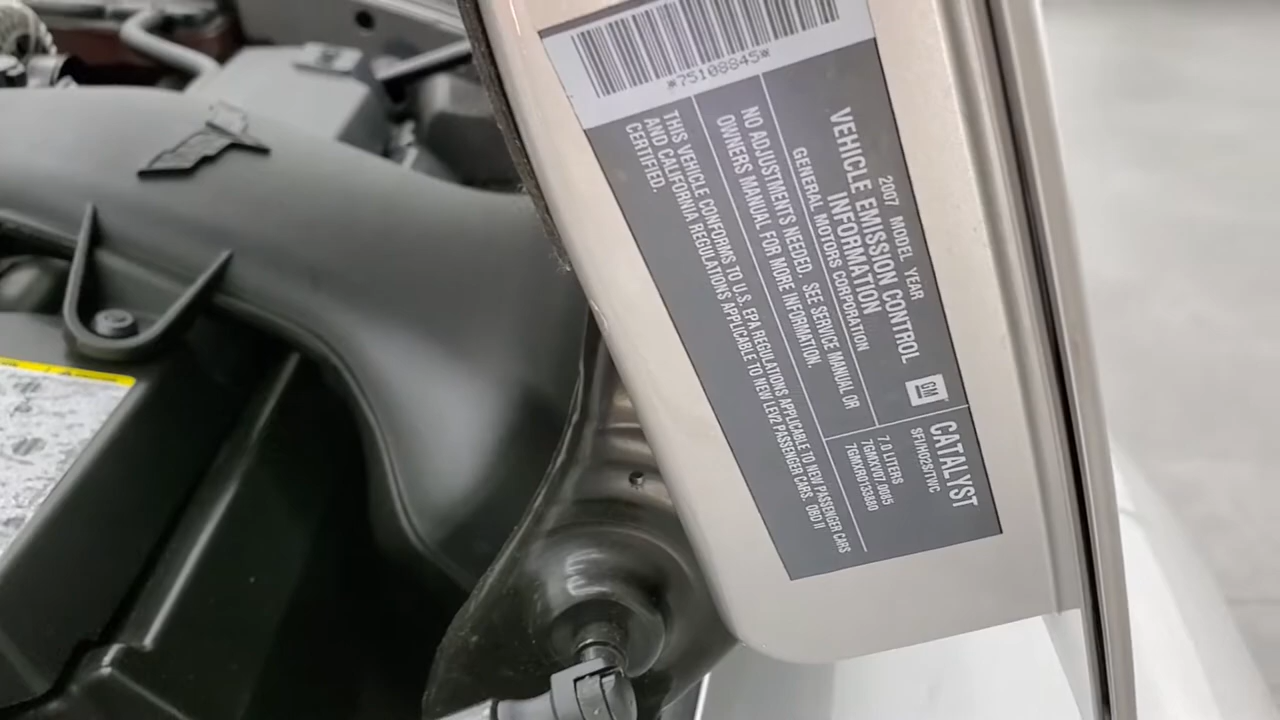 *75108845*
2007 MODEL YEAR
VEHICLE EMISSION CONTROL
INFORMATION
GENERAL MOTORS CORPORATION
GM
NO ADJUSTMENTS NEEDED. SEE SERVICE MANUAL OR
OWNERS MANUAL FOR MORE INFORMATION.
THIS VEHICLE CONFORMS TO U.S. EPA REGULATIONS APPLICABLE TO NEW PASSENGER CARS
AND CALIFORNIA REGULATIONS APPLICABLE TO NEW LEV2 PASSENGER CARS. OBD II
CERTIFIED.
CATALYST
SFI/HO2S/TWC
7.0 LITERS
7GMXV07.0085
7GMXR0133880